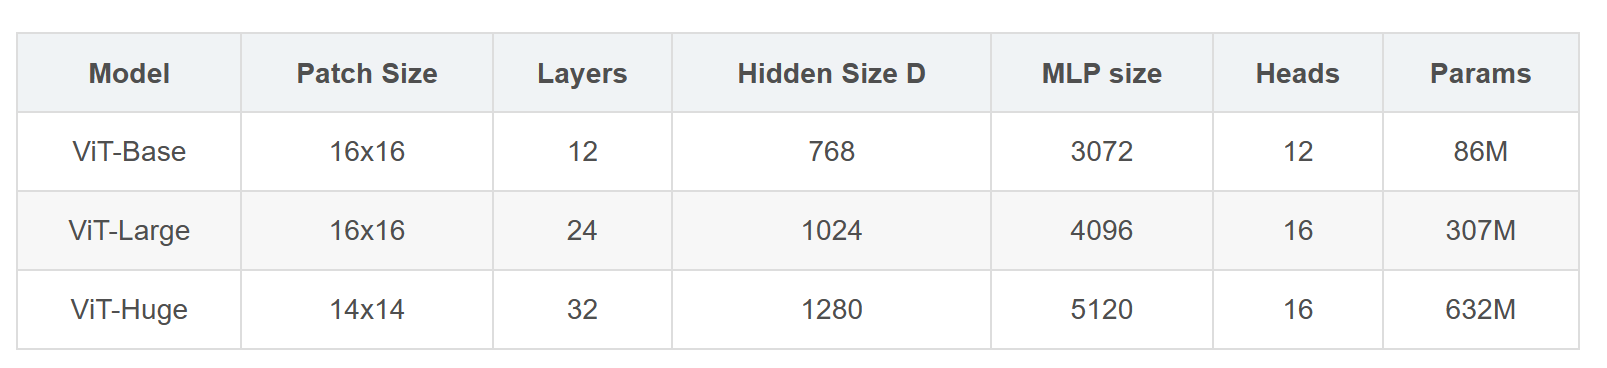 Model Patch Size Layers Hidden Size D MLP size Heads Params
ViT-Base 16x16 12 768 3072 12 86M
ViT-Large 16x16 24 1024 4096 16 307M
ViT-Huge 14x14 32 1280 5120 16 632M